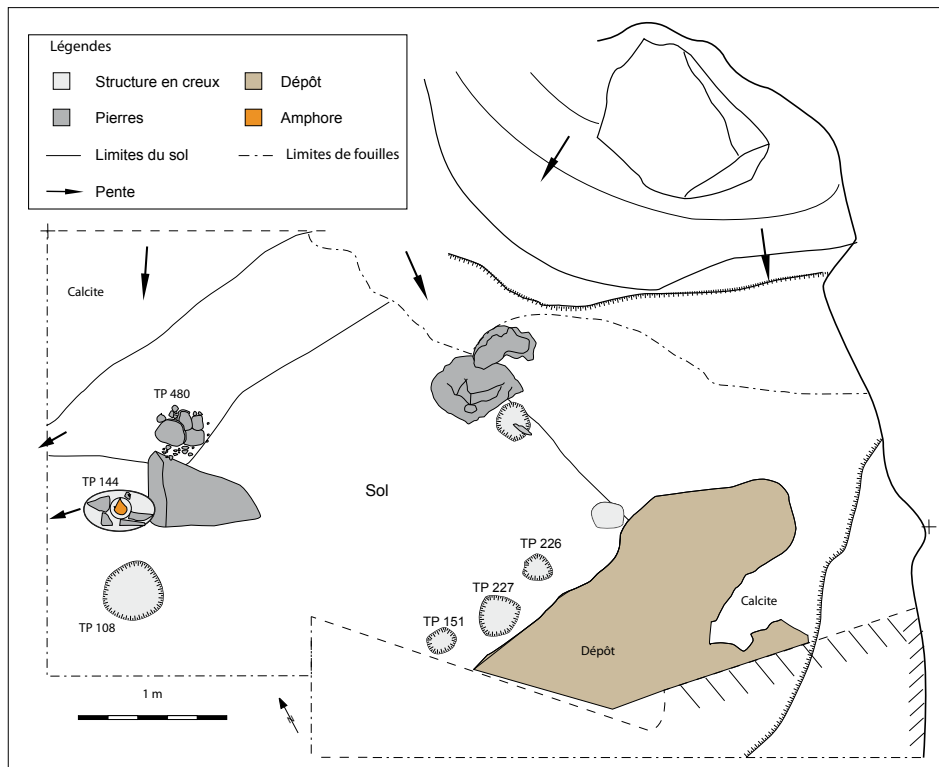 Légendes
Structure en creux
Dépôt
Pierres
Amphore
Limites du sol
Limites de fouilles
Pente
Calcite
TP 480
TP 144
Sol
TP 226
TP 227
Calcite
TP 151
TP 108
Dépôt
1 m
N